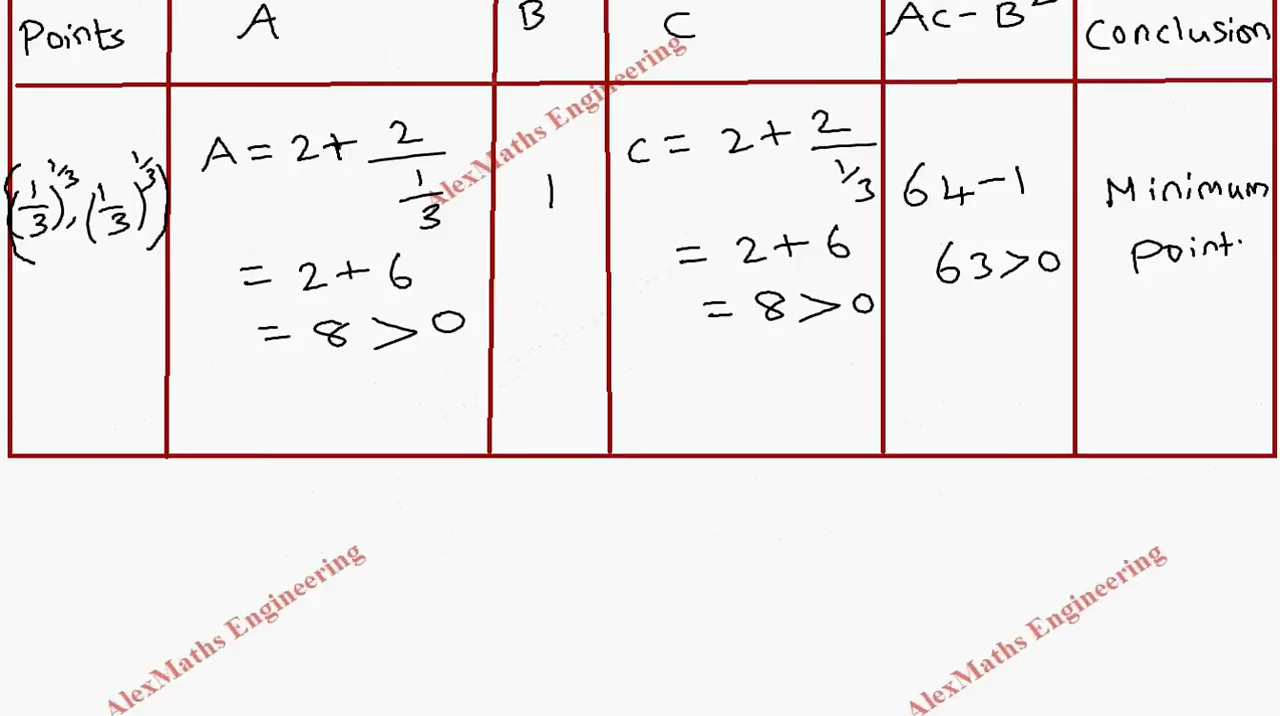 Points A B C AC - B² Conclusion
((1/3)^1/3, (1/3)^1/3) A = 2 + 2/(1/3) 1 C = 2 + 2/(1/3) 64 - 1 Minimum
= 2 + 6 = 2 + 6 63 > 0 Point.
= 8 > 0 = 8 > 0
AlexMaths Engineering
AlexMaths Engineering
AlexMaths Engineering